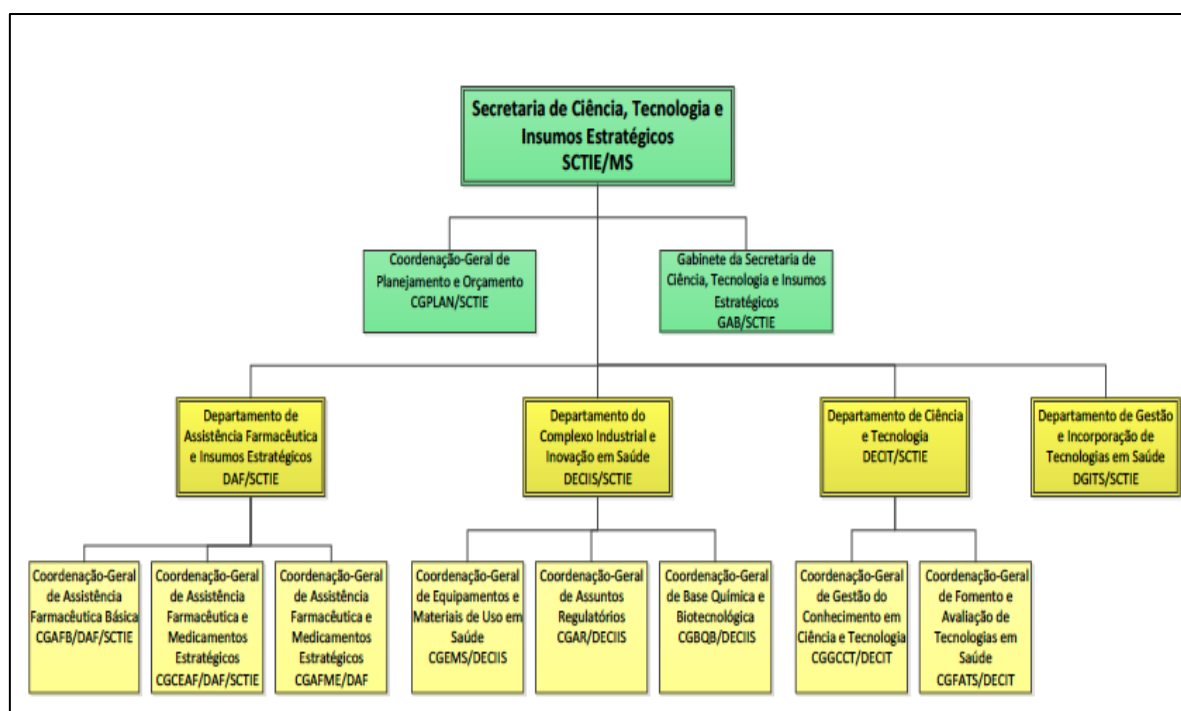 Secretaria de Ciência, Tecnologia e
Insumos Estratégicos
SCTIE/MS
Coordenação-Geral de
Planejamento e Orçamento
CGPLAN/SCTIE
Gabinete da Secretaria de
Ciência, Tecnologia e Insumos
Estratégicos
GAB/SCTIE
Departamento de
Assistência Farmacêutica
e Insumos Estratégicos
DAF/SCTIE
Departamento do
Complexo Industrial e
Inovação em Saúde
DECIIS/SCTIE
Departamento de Ciência
e Tecnologia
DECIT/SCTIE
Departamento de Gestão
e Incorporação de
Tecnologias em Saúde
DGITS/SCTIE
Coordenação-Geral
de Assistência
Farmacêutica Básica
CGAFB/DAF/SCTIE
Coordenação-Geral
de Assistência
Farmacêutica e
Medicamentos
Estratégicos
CGCEAF/DAF/SCTIE
Coordenação-Geral
de Assistência
Farmacêutica e
Medicamentos
Estratégicos
CGAFME/DAF
Coordenação-Geral
de Equipamentos e
Materiais de Uso em
Saúde
CGEMS/DECIIS
Coordenação-Geral
de Assuntos
Regulatórios
CGAR/DECIIS
Coordenação-Geral
de Base Química e
Biotecnológica
CGBQB/DECIIS
Coordenação-Geral
de Gestão do
Conhecimento em
Ciência e Tecnologia
CGGCCT/DECIT
Coordenação-Geral
de Fomento e
Avaliação de
Tecnologias em
Saúde
CGFATS/DECIT